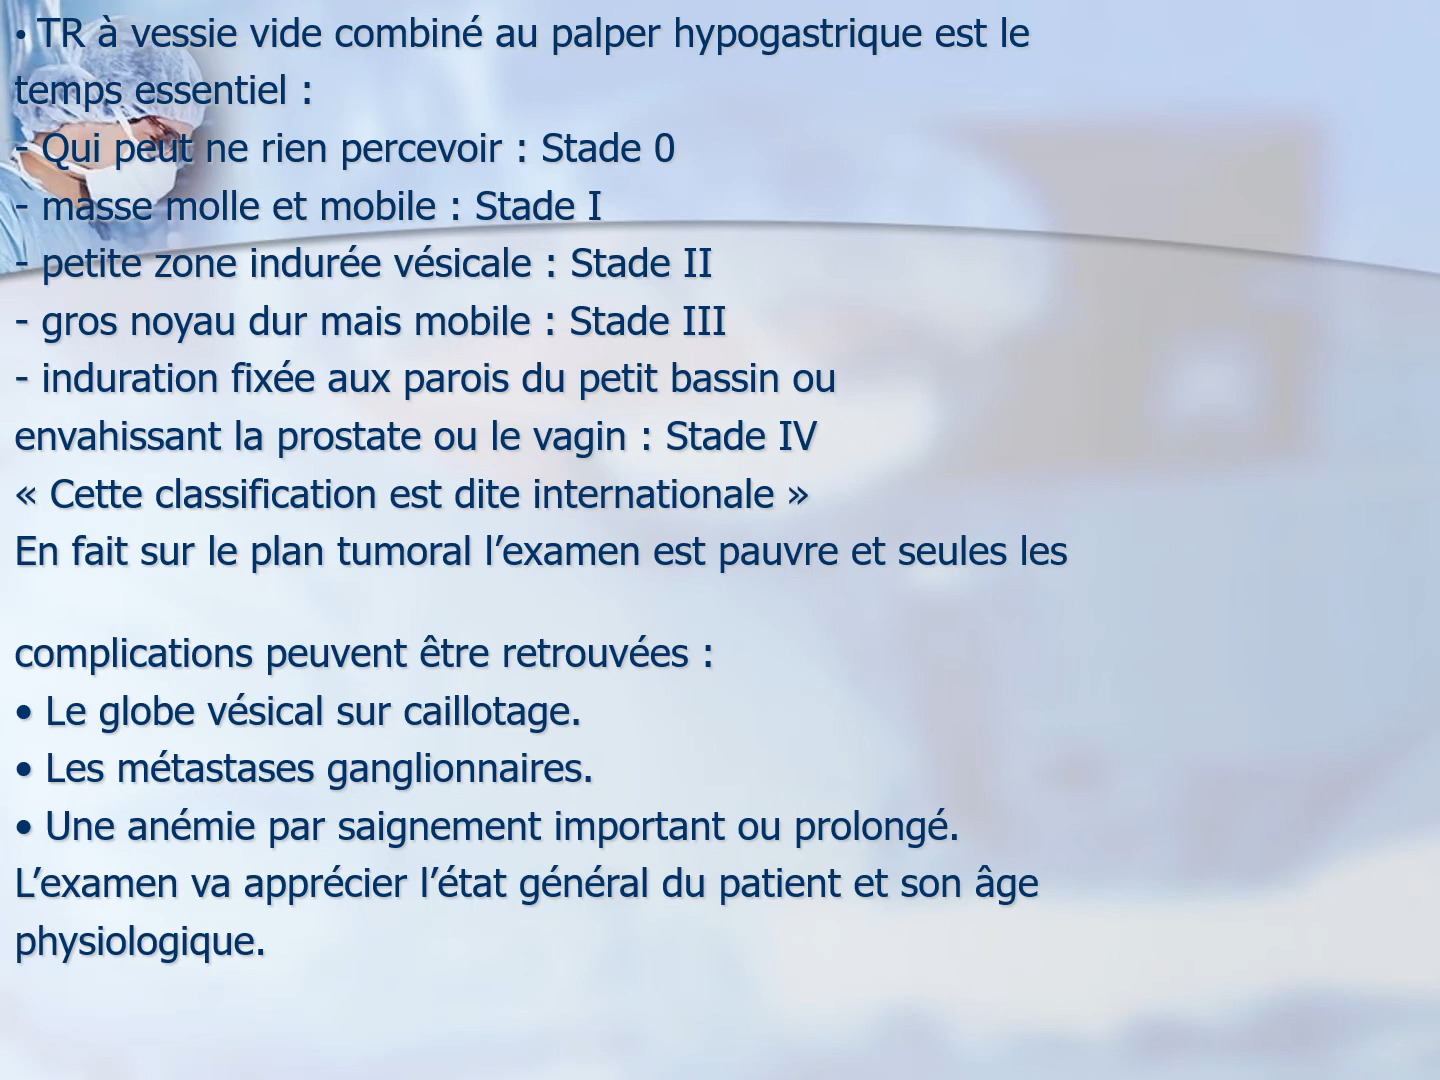 • TR à vessie vide combiné au palper hypogastrique est le
temps essentiel :
- Qui peut ne rien percevoir : Stade 0
- masse molle et mobile : Stade I
- petite zone indurée vésicale : Stade II
- gros noyau dur mais mobile : Stade III
- induration fixée aux parois du petit bassin ou
envahissant la prostate ou le vagin : Stade IV
« Cette classification est dite internationale »
En fait sur le plan tumoral l’examen est pauvre et seules les
complications peuvent être retrouvées :
• Le globe vésical sur caillotage.
• Les métastases ganglionnaires.
• Une anémie par saignement important ou prolongé.
L’examen va apprécier l’état général du patient et son âge
physiologique.